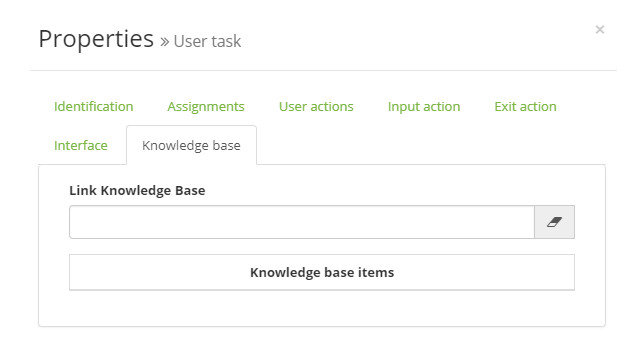 Properties » User task
×
Identification Assignments User actions Input action Exit action
Interface Knowledge base
Link Knowledge Base
Knowledge base items